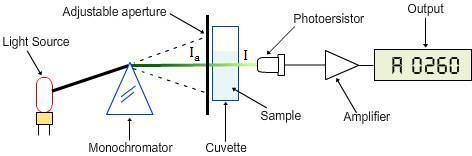 Adjustable aperture
Light Source
Photoersistor
Output
Iₐ
I
A 0260
Monochromator
Cuvette
Sample
Amplifier